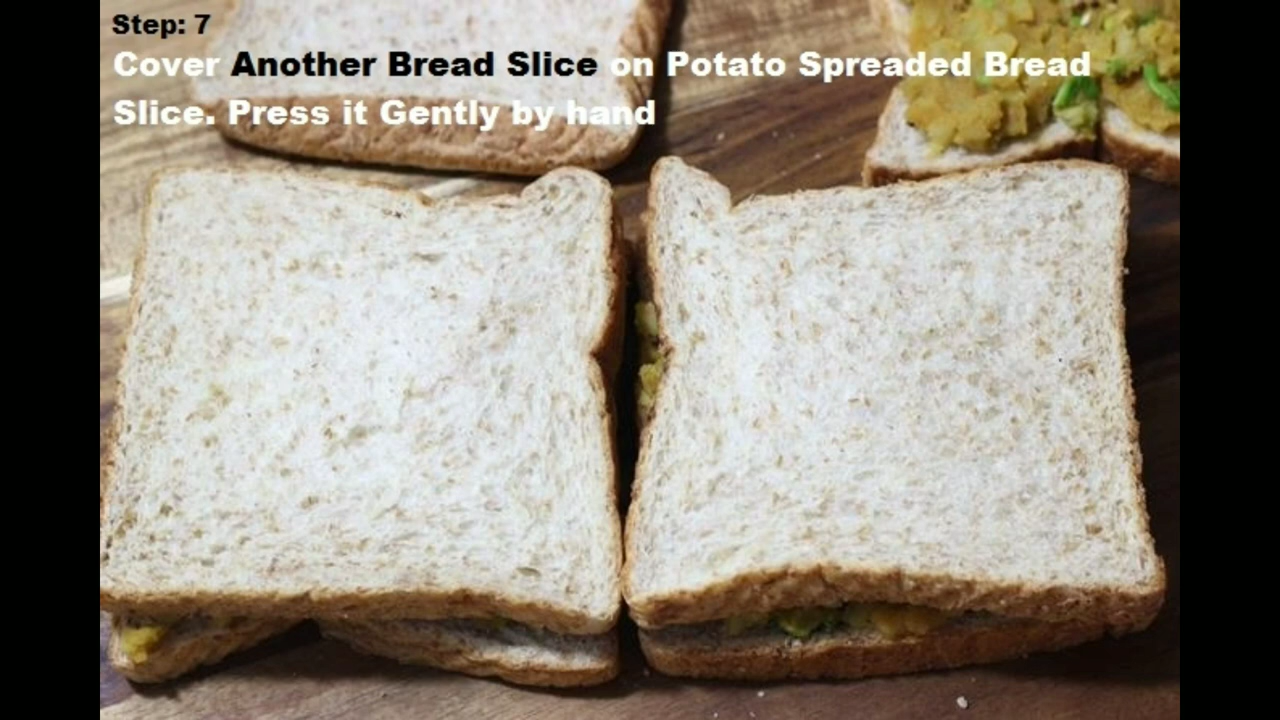 Step: 7
Cover Another Bread Slice on Potato Spreaded Bread
Slice. Press it Gently by hand